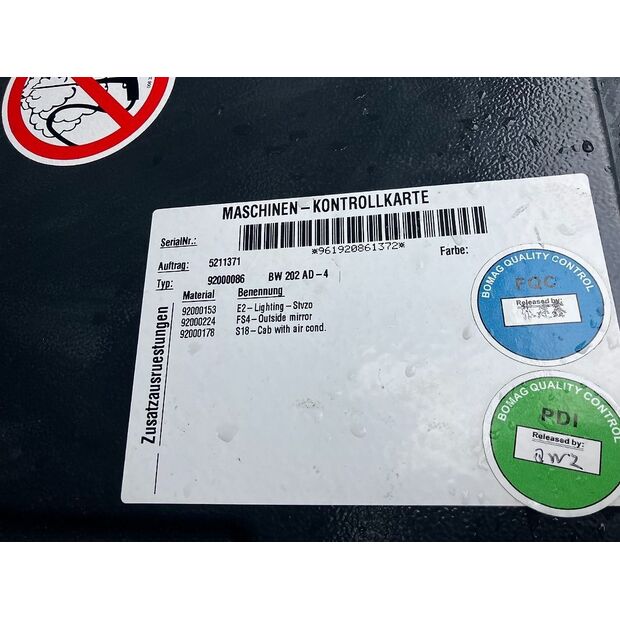 MASCHINEN-KONTROLLKARTE
SerialNr.:
*961920861372*
Farbe:
Auftrag: 5211371
Typ: 92000086 BW 202 AD-4
Zusatzausruestungen
Material Benennung
92000153 E2-Lighting-Stvzo
92000224 FS4-Outside mirror
92000178 S18-Cab with air cond.
BOMAG QUALITY CONTROL
FQC
Released by:
BOMAG QUALITY CONTROL
PDI
Released by: